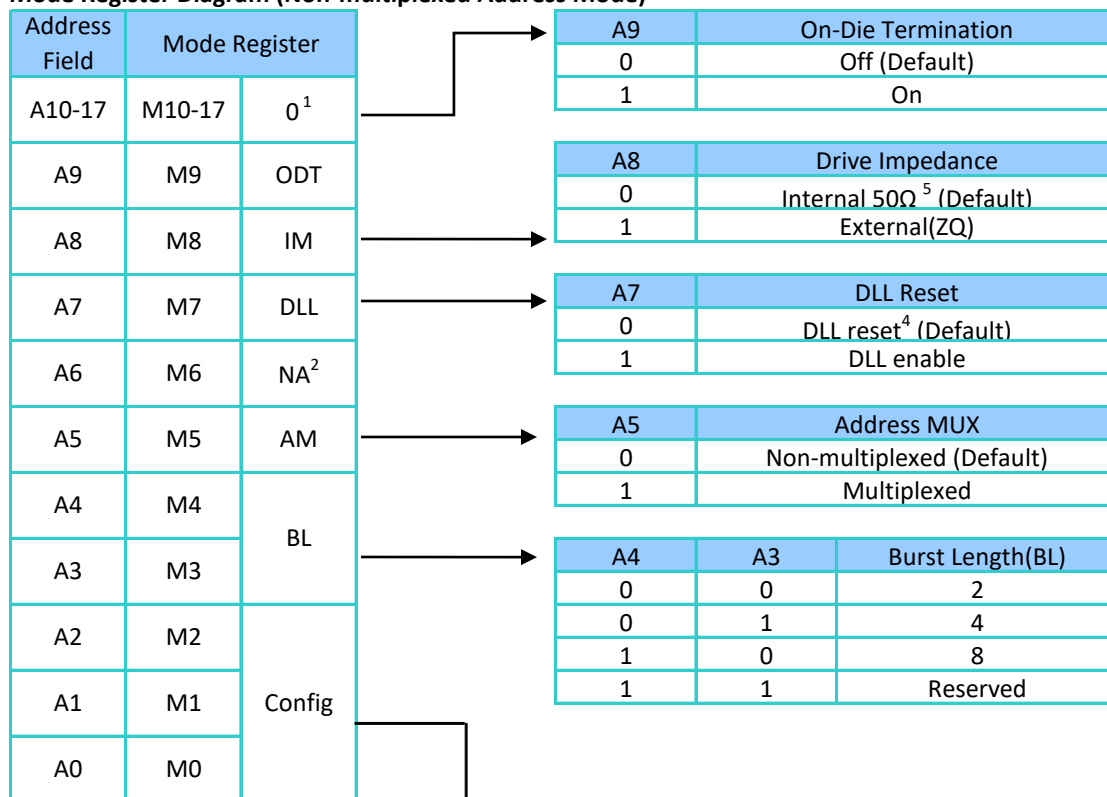 Mode Register Diagram (Non-multiplexed Address Mode)
Address Field Mode Register
A10-17 M10-17 0¹
A9 M9 ODT
A8 M8 IM
A7 M7 DLL
A6 M6 NA²
A5 M5 AM
A4 M4 BL
A3 M3
A2 M2 Config
A1 M1
A0 M0
A9 On-Die Termination
0 Off (Default)
1 On
A8 Drive Impedance
0 Internal 50Ω ⁵ (Default)
1 External(ZQ)
A7 DLL Reset
0 DLL reset⁴ (Default)
1 DLL enable
A5 Address MUX
0 Non-multiplexed (Default)
1 Multiplexed
A4 A3 Burst Length(BL)
0 0 2
0 1 4
1 0 8
1 1 Reserved